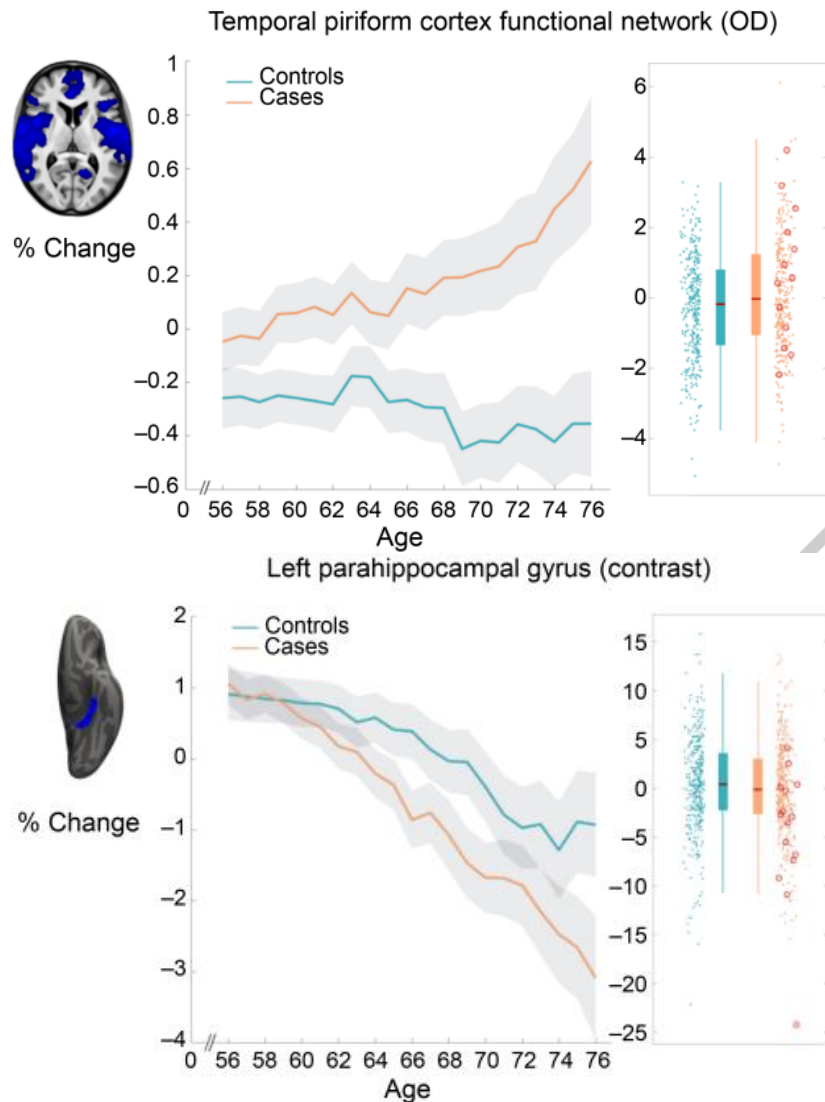 Temporal piriform cortex functional network (OD)
% Change
1
0.8
0.6
0.4
0.2
0
–0.2
–0.4
–0.6
Controls
Cases
0 // 56 58 60 62 64 66 68 70 72 74 76
Age
6
4
2
0
–2
–4
Left parahippocampal gyrus (contrast)
% Change
2
1
0
–1
–2
–3
–4
Controls
Cases
0 // 56 58 60 62 64 66 68 70 72 74 76
Age
15
10
5
0
–5
–10
–15
–20
–25